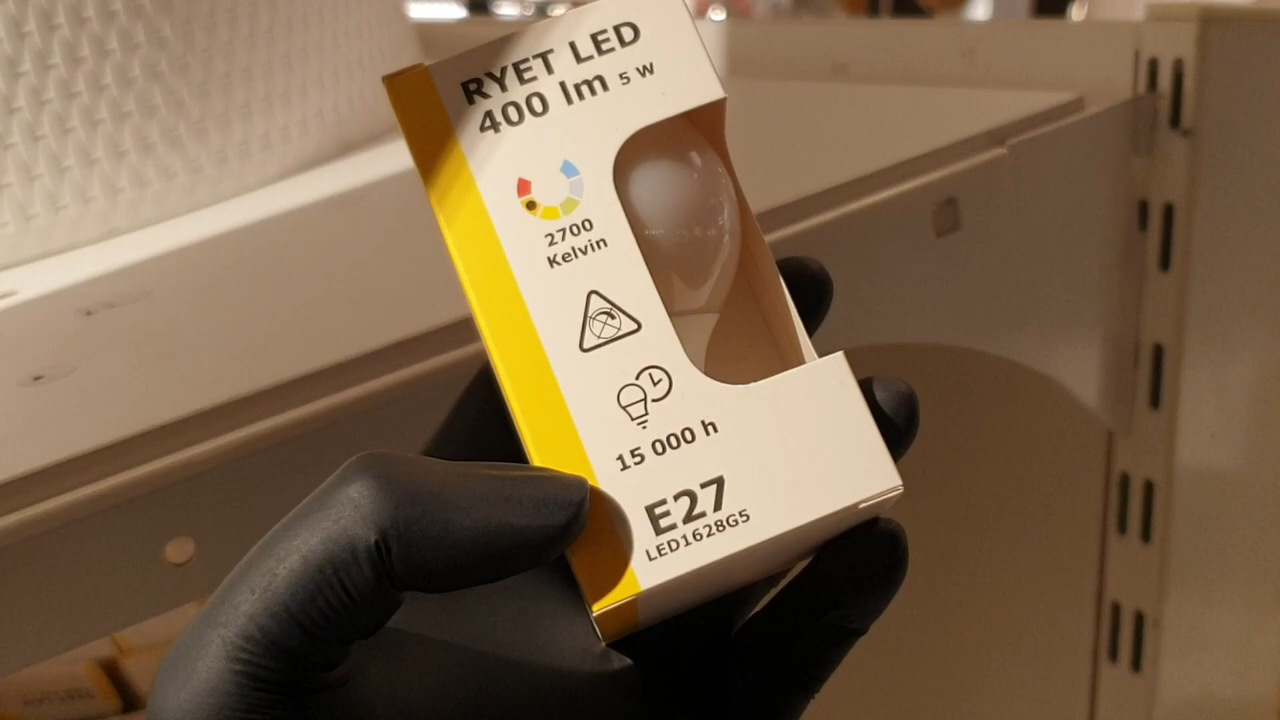 RYET LED
400 lm 5 W
2700
Kelvin
15 000 h
E27
LED1628G5